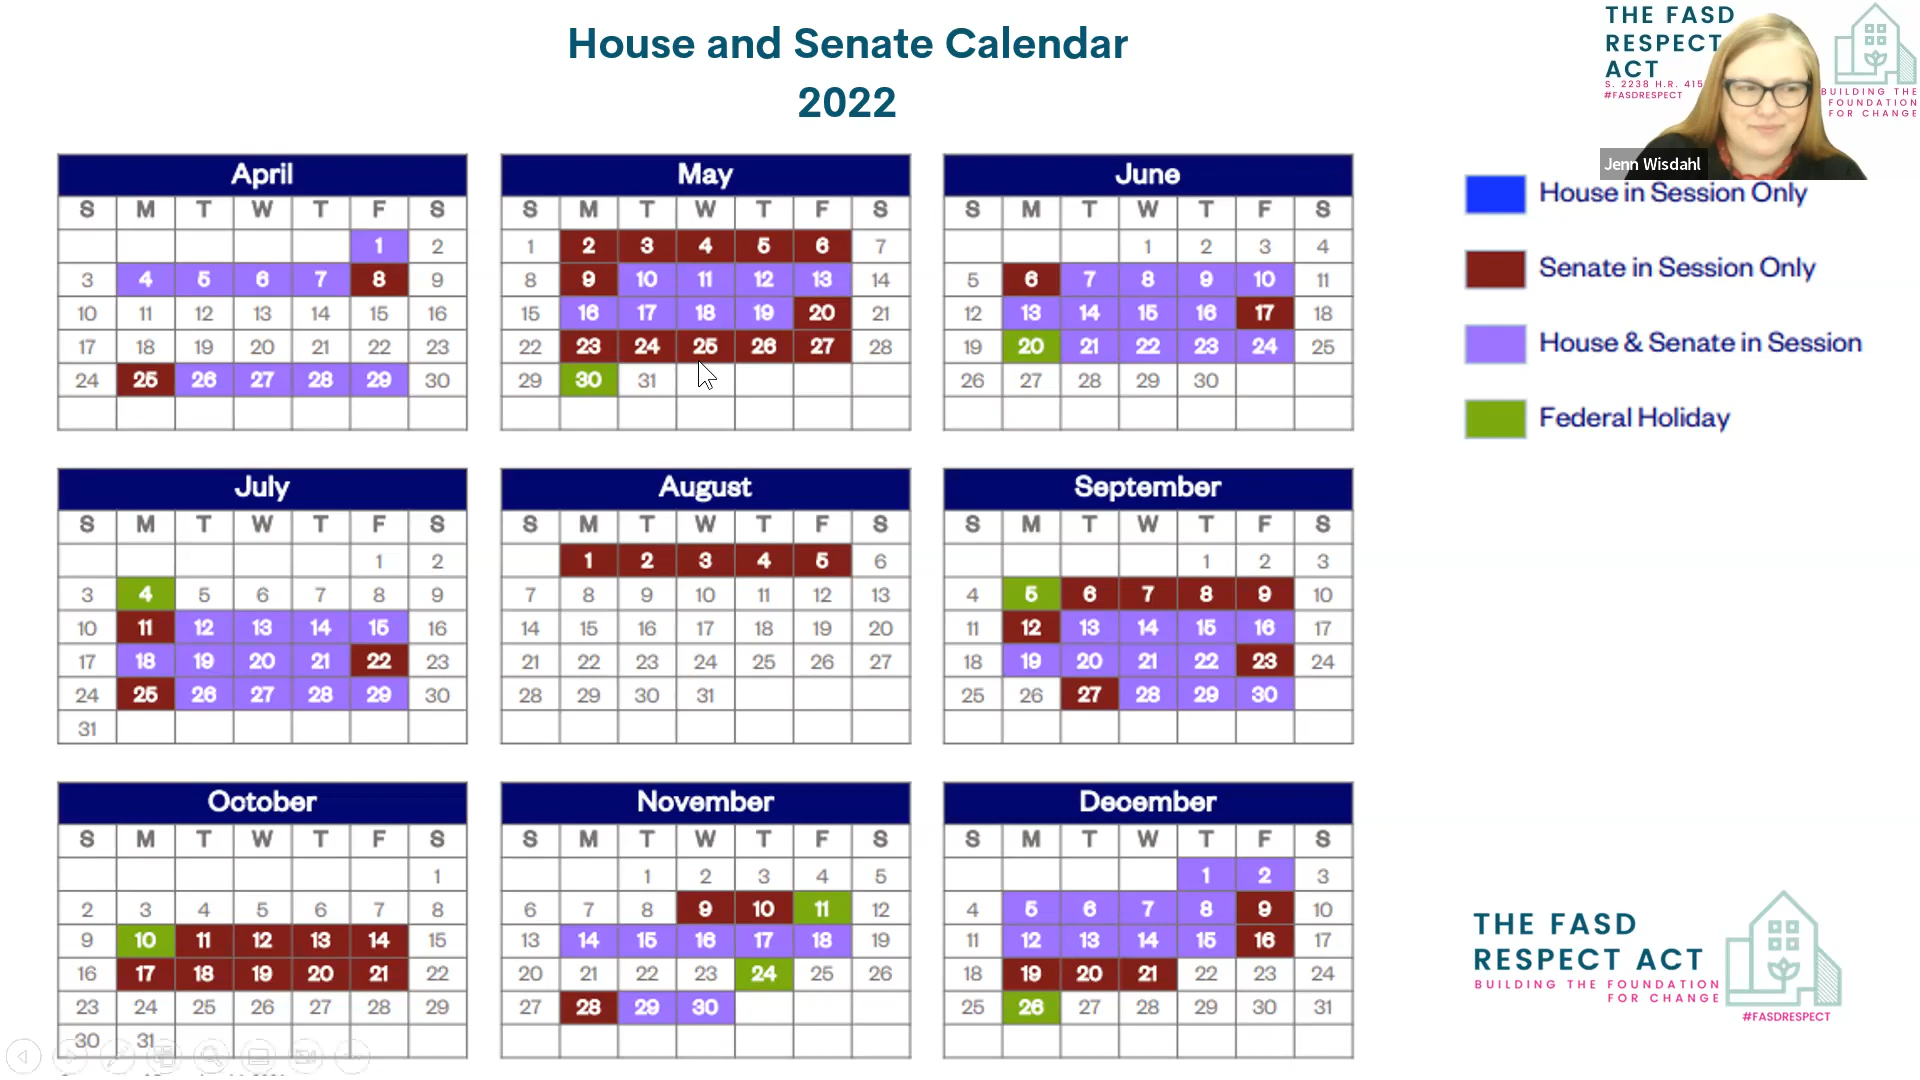 House and Senate Calendar
2022
THE FASD
RESPECT
ACT
S. 2238 H.R. 415
#FASDRESPECT
BUILDING THE
FOUNDATION
FOR CHANGE
Jenn Wisdahl
April
S M T W T F S
1 2
3 4 5 6 7 8 9
10 11 12 13 14 15 16
17 18 19 20 21 22 23
24 25 26 27 28 29 30
May
S M T W T F S
1 2 3 4 5 6 7
8 9 10 11 12 13 14
15 16 17 18 19 20 21
22 23 24 25 26 27 28
29 30 31
June
S M T W T F S
1 2 3 4
5 6 7 8 9 10 11
12 13 14 15 16 17 18
19 20 21 22 23 24 25
26 27 28 29 30
House in Session Only
Senate in Session Only
House & Senate in Session
Federal Holiday
July
S M T W T F S
1 2
3 4 5 6 7 8 9
10 11 12 13 14 15 16
17 18 19 20 21 22 23
24 25 26 27 28 29 30
31
August
S M T W T F S
1 2 3 4 5 6
7 8 9 10 11 12 13
14 15 16 17 18 19 20
21 22 23 24 25 26 27
28 29 30 31
September
S M T W T F S
1 2 3
4 5 6 7 8 9 10
11 12 13 14 15 16 17
18 19 20 21 22 23 24
25 26 27 28 29 30
October
S M T W T F S
1
2 3 4 5 6 7 8
9 10 11 12 13 14 15
16 17 18 19 20 21 22
23 24 25 26 27 28 29
30 31
November
S M T W T F S
1 2 3 4 5
6 7 8 9 10 11 12
13 14 15 16 17 18 19
20 21 22 23 24 25 26
27 28 29 30
December
S M T W T F S
1 2 3
4 5 6 7 8 9 10
11 12 13 14 15 16 17
18 19 20 21 22 23 24
25 26 27 28 29 30 31
THE FASD
RESPECT ACT
BUILDING THE FOUNDATION
FOR CHANGE
#FASDRESPECT